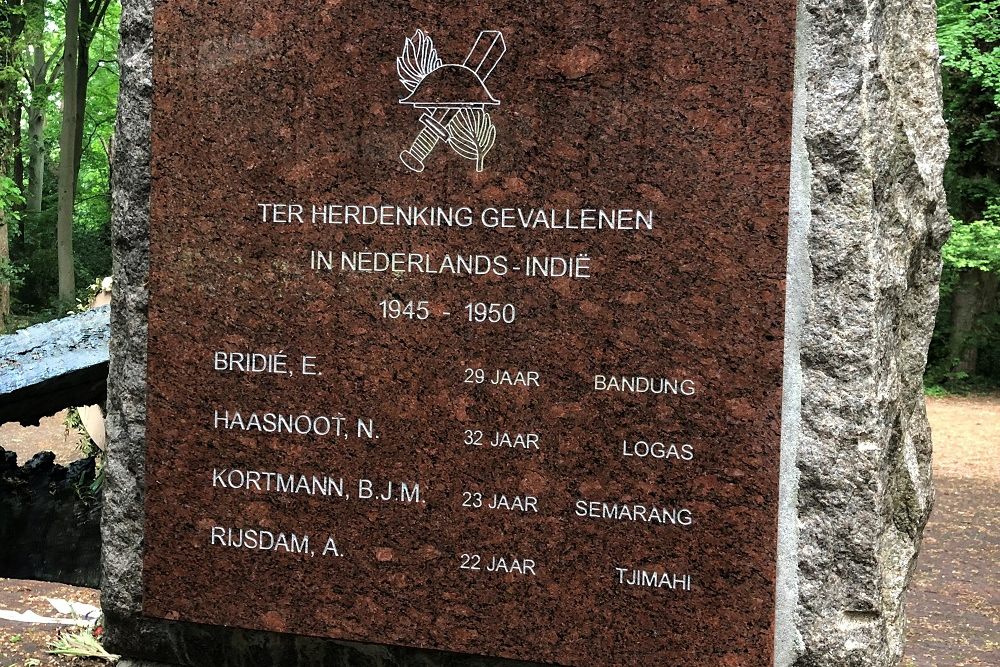 TER HERDENKING GEVALLENEN
IN NEDERLANDS-INDIË
1945 - 1950
BRIDIÉ, E. 29 JAAR BANDUNG
HAASNOOT, N. 32 JAAR LOGAS
KORTMANN, B.J.M. 23 JAAR SEMARANG
RIJSDAM, A. 22 JAAR TJIMAHI